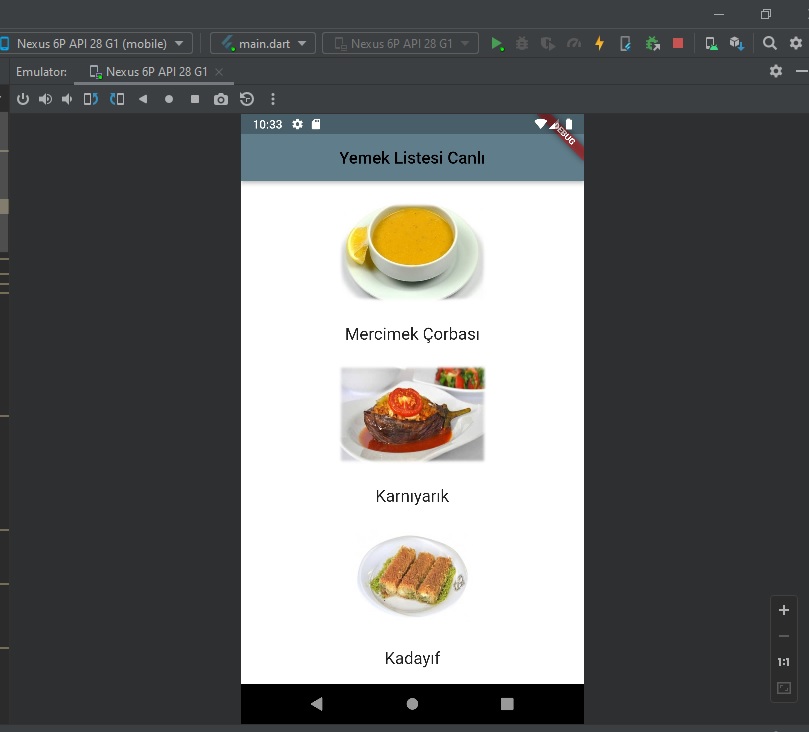 Nexus 6P API 28 G1 (mobile)
main.dart
Nexus 6P API 28 G1
Emulator:
Nexus 6P API 28 G1
10:33
DEBUG
Yemek Listesi Canlı
Mercimek Çorbası
Karnıyarık
Kadayıf
1:1